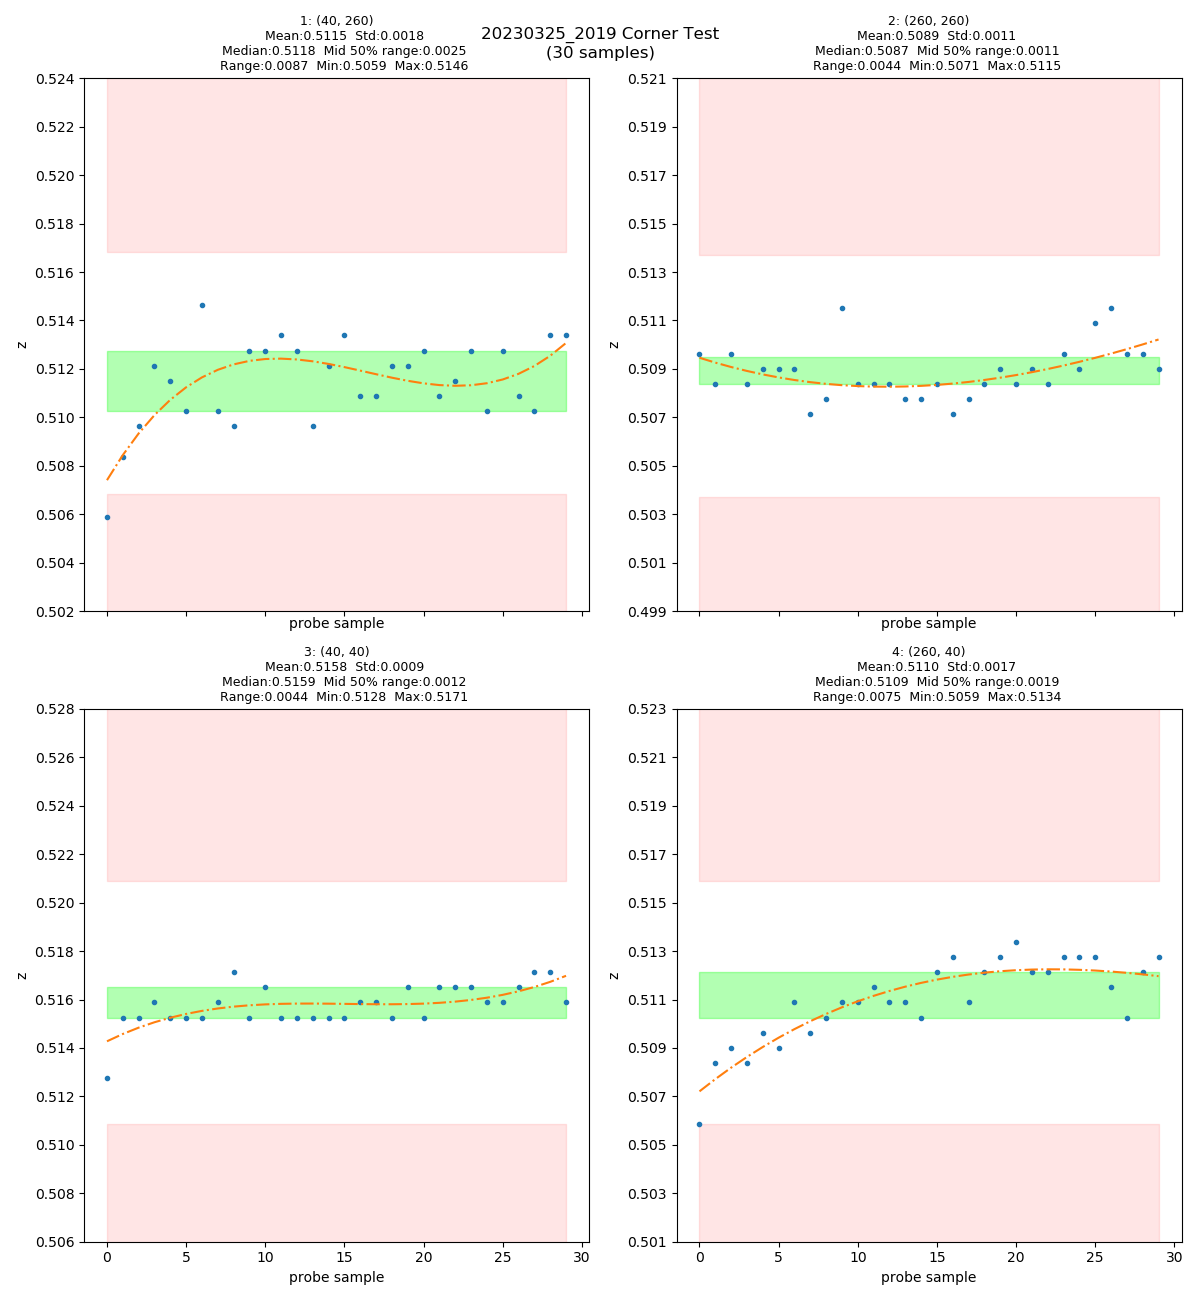 20230325_2019 Corner Test
(30 samples)
1: (40, 260)
Mean:0.5115  Std:0.0018
Median:0.5118  Mid 50% range:0.0025
Range:0.0087  Min:0.5059  Max:0.5146
0.524
0.522
0.520
0.518
0.516
0.514
0.512
0.510
0.508
0.506
0.504
0.502
z
probe sample
2: (260, 260)
Mean:0.5089  Std:0.0011
Median:0.5087  Mid 50% range:0.0011
Range:0.0044  Min:0.5071  Max:0.5115
0.521
0.519
0.517
0.515
0.513
0.511
0.509
0.507
0.505
0.503
0.501
0.499
z
probe sample
3: (40, 40)
Mean:0.5158  Std:0.0009
Median:0.5159  Mid 50% range:0.0012
Range:0.0044  Min:0.5128  Max:0.5171
0.528
0.526
0.524
0.522
0.520
0.518
0.516
0.514
0.512
0.510
0.508
0.506
z
0 5 10 15 20 25 30
probe sample
4: (260, 40)
Mean:0.5110  Std:0.0017
Median:0.5109  Mid 50% range:0.0019
Range:0.0075  Min:0.5059  Max:0.5134
0.523
0.521
0.519
0.517
0.515
0.513
0.511
0.509
0.507
0.505
0.503
0.501
z
0 5 10 15 20 25 30
probe sample